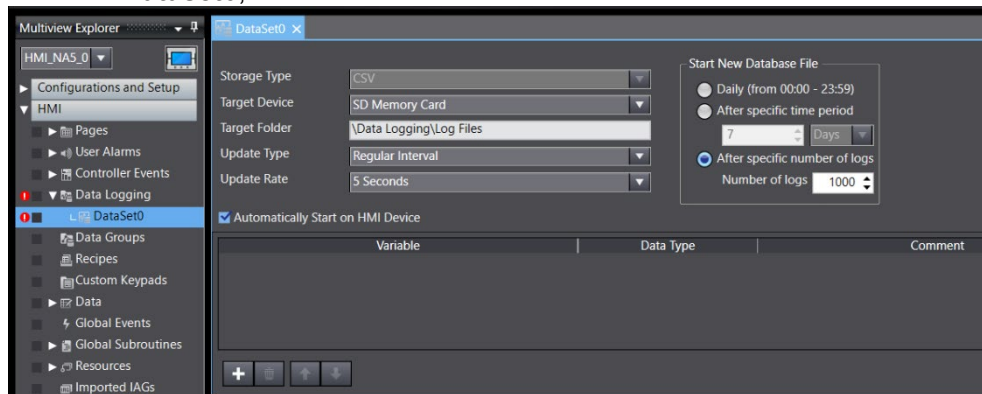 Multiview Explorer
HMI_NA5_0
Configurations and Setup
HMI
Pages
User Alarms
Controller Events
Data Logging
DataSet0
Data Groups
Recipes
Custom Keypads
Data
Global Events
Global Subroutines
Resources
Imported IAGs
DataSet0
Storage Type CSV
Target Device SD Memory Card
Target Folder \Data Logging\Log Files
Update Type Regular Interval
Update Rate 5 Seconds
Start New Database File
Daily (from 00:00 - 23:59)
After specific time period
7 Days
After specific number of logs
Number of logs 1000
Automatically Start on HMI Device
Variable Data Type Comment